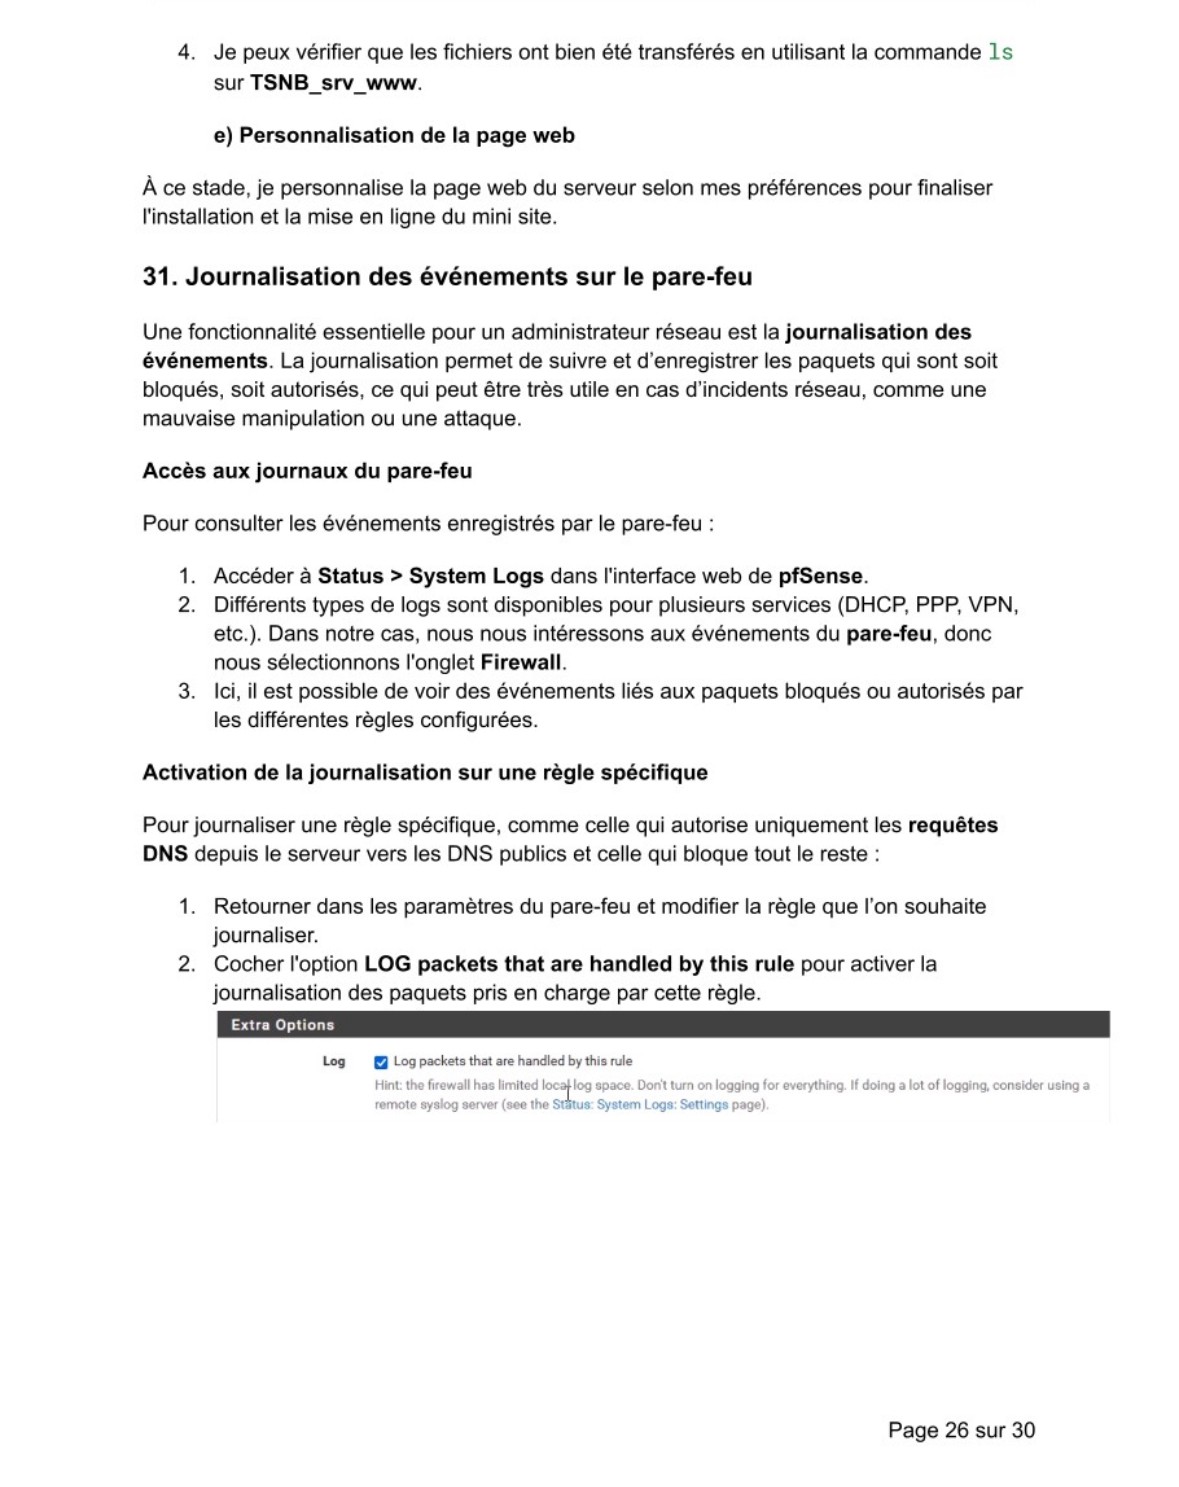 4. Je peux vérifier que les fichiers ont bien été transférés en utilisant la commande ls
sur TSNB_srv_www.
e) Personnalisation de la page web
À ce stade, je personnalise la page web du serveur selon mes préférences pour finaliser
l'installation et la mise en ligne du mini site.
31. Journalisation des événements sur le pare-feu
Une fonctionnalité essentielle pour un administrateur réseau est la journalisation des
événements. La journalisation permet de suivre et d’enregistrer les paquets qui sont soit
bloqués, soit autorisés, ce qui peut être très utile en cas d’incidents réseau, comme une
mauvaise manipulation ou une attaque.
Accès aux journaux du pare-feu
Pour consulter les événements enregistrés par le pare-feu :
1. Accéder à Status > System Logs dans l'interface web de pfSense.
2. Différents types de logs sont disponibles pour plusieurs services (DHCP, PPP, VPN,
etc.). Dans notre cas, nous nous intéressons aux événements du pare-feu, donc
nous sélectionnons l'onglet Firewall.
3. Ici, il est possible de voir des événements liés aux paquets bloqués ou autorisés par
les différentes règles configurées.
Activation de la journalisation sur une règle spécifique
Pour journaliser une règle spécifique, comme celle qui autorise uniquement les requêtes
DNS depuis le serveur vers les DNS publics et celle qui bloque tout le reste :
1. Retourner dans les paramètres du pare-feu et modifier la règle que l’on souhaite
journaliser.
2. Cocher l'option LOG packets that are handled by this rule pour activer la
journalisation des paquets pris en charge par cette règle.
Extra Options
Log Log packets that are handled by this rule
Hint: the firewall has limited local log space. Don't turn on logging for everything. If doing a lot of logging, consider using a
remote syslog server (see the Status: System Logs: Settings page).
Page 26 sur 30